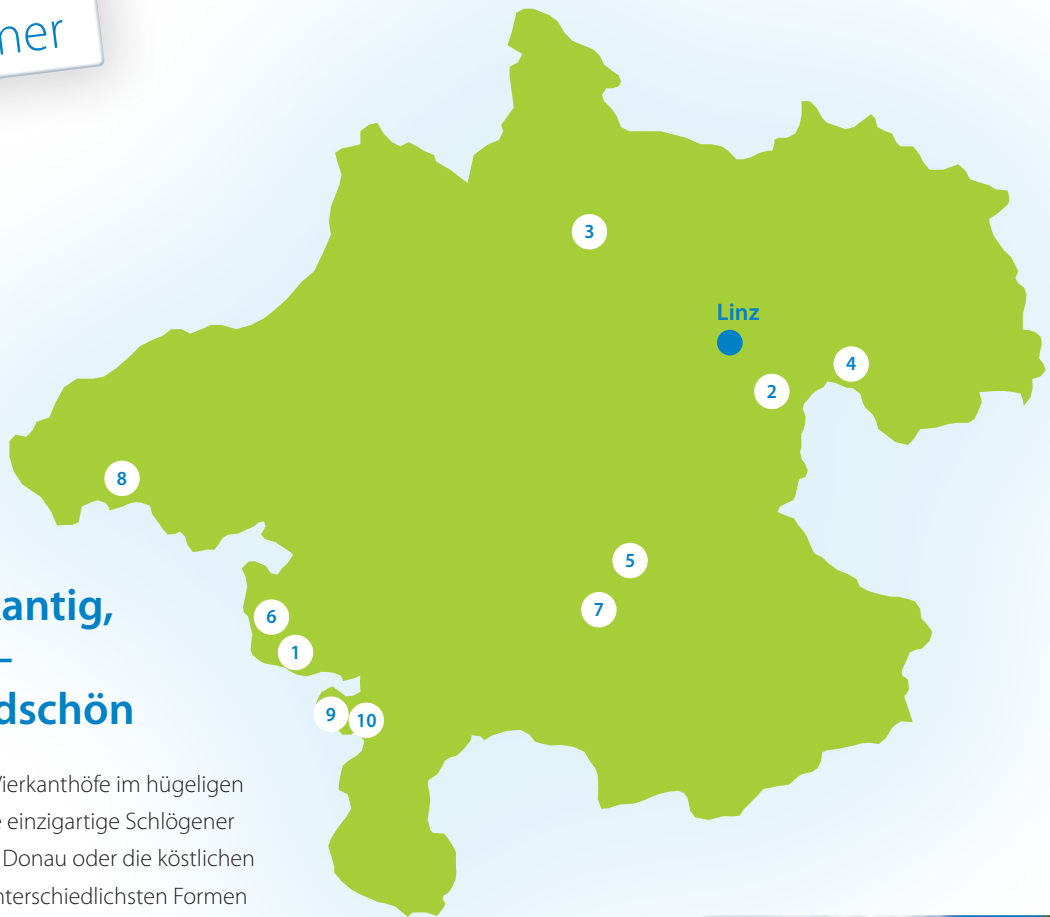 ner
3
Linz
4
2
8
5
antig,
7
6
–
1
dschön
9
10
Vierkanthöfe im hügeligen
e einzigartige Schlögener
Donau oder die köstlichen
nterschiedlichsten Formen